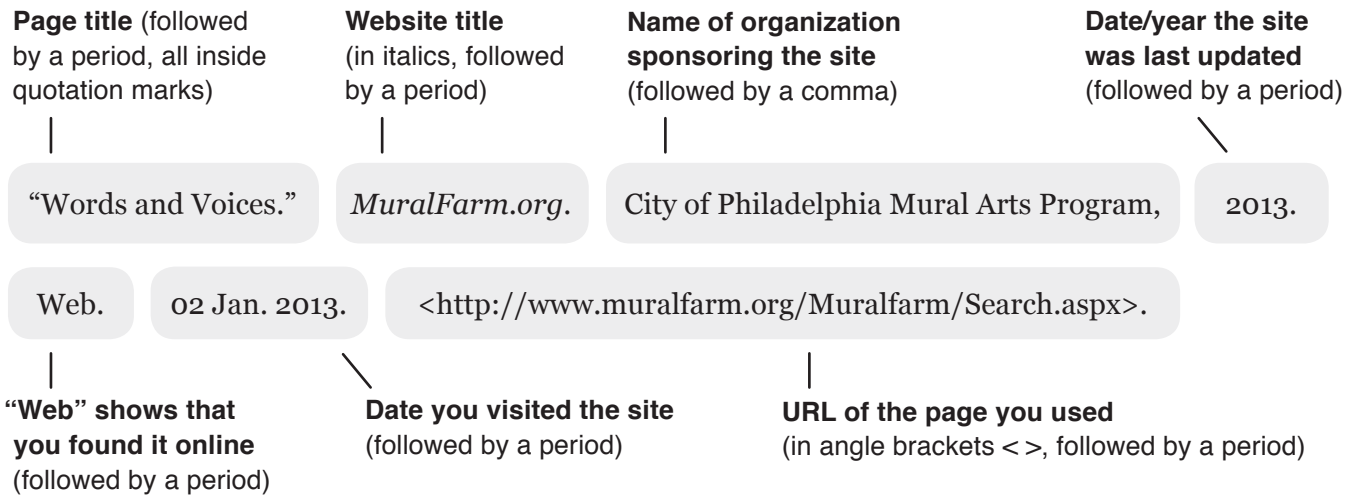 Page title (followed
by a period, all inside
quotation marks)
Website title
(in italics, followed
by a period)
Name of organization
sponsoring the site
(followed by a comma)
Date/year the site
was last updated
(followed by a period)
“Words and Voices.” MuralFarm.org. City of Philadelphia Mural Arts Program, 2013.
Web. 02 Jan. 2013. <http://www.muralfarm.org/Muralfarm/Search.aspx>.
“Web” shows that
you found it online
(followed by a period)
Date you visited the site
(followed by a period)
URL of the page you used
(in angle brackets < >, followed by a period)